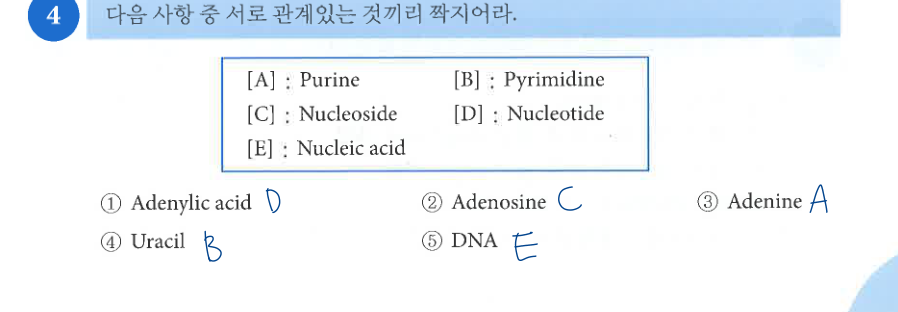 4 다음 사항 중 서로 관계있는 것끼리 짝지어라.
[A] : Purine [B] : Pyrimidine
[C] : Nucleoside [D] : Nucleotide
[E] : Nucleic acid
① Adenylic acid D ② Adenosine C ③ Adenine A
④ Uracil B ⑤ DNA E